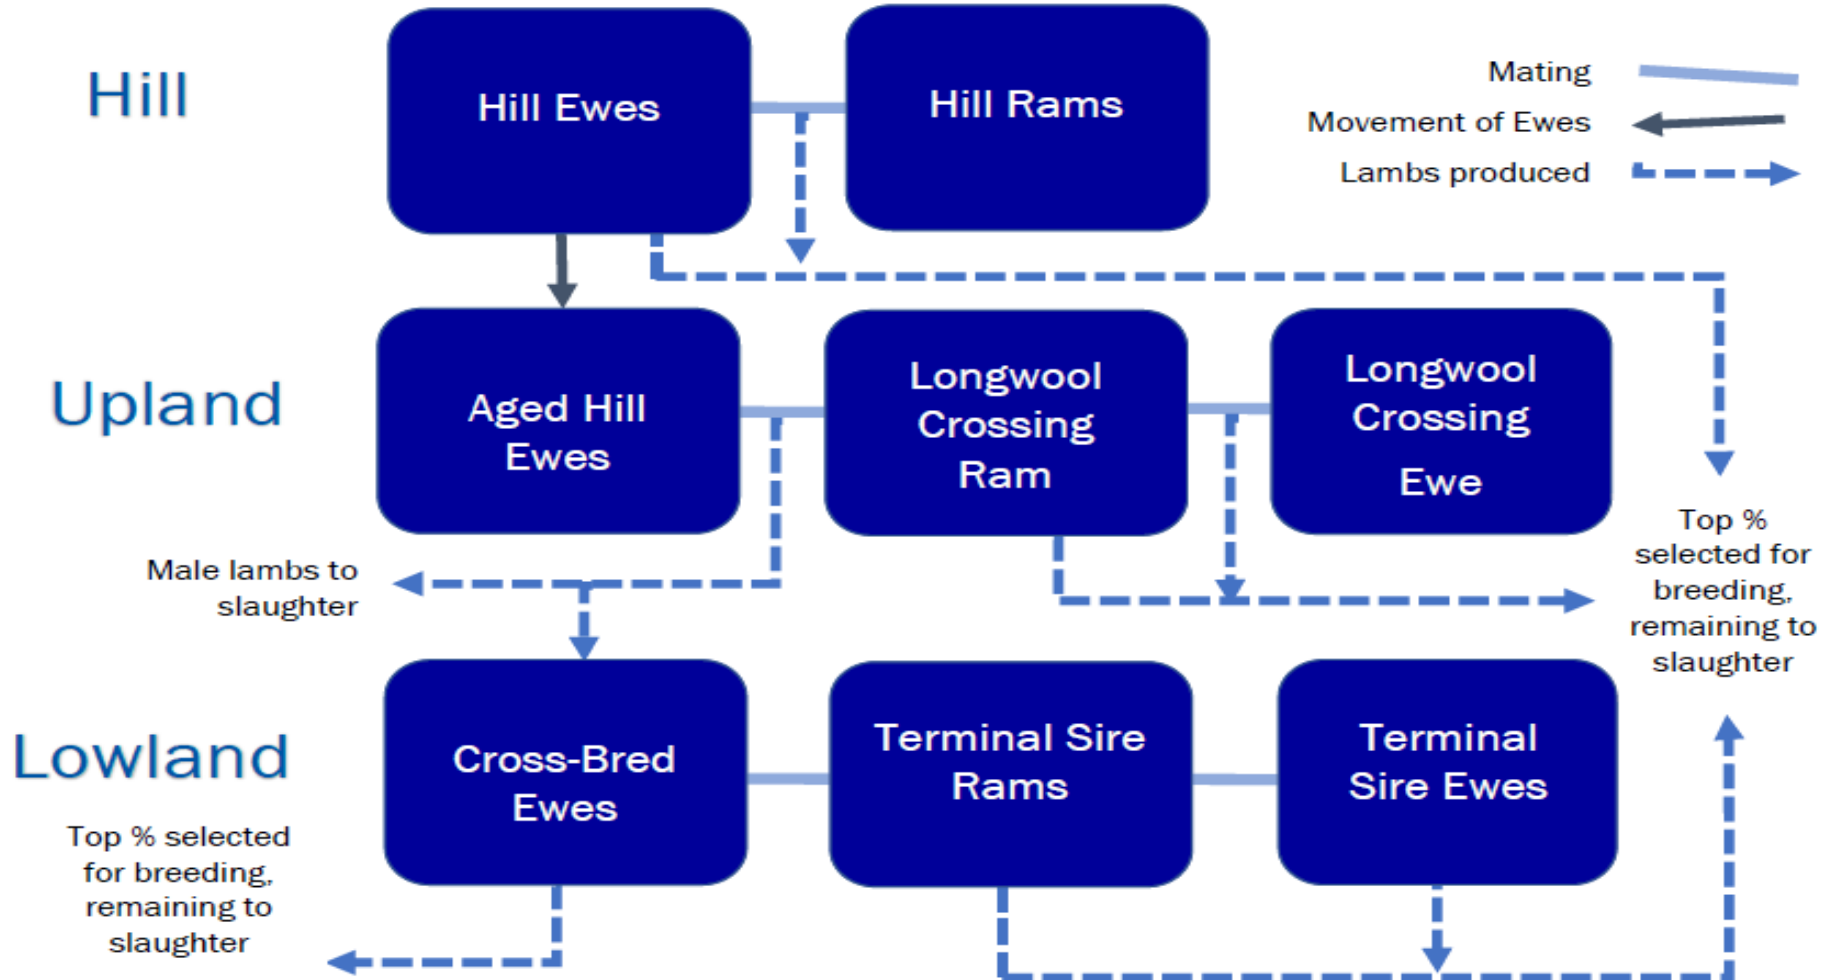 Hill
Hill Ewes
Hill Rams
Mating
Movement of Ewes
Lambs produced
Upland
Aged Hill
Ewes
Longwool
Crossing
Ram
Longwool
Crossing
Ewe
Top %
selected for
breeding,
remaining to
slaughter
Male lambs to
slaughter
Lowland
Cross-Bred
Ewes
Terminal Sire
Rams
Terminal
Sire Ewes
Top % selected
for breeding,
remaining to
slaughter